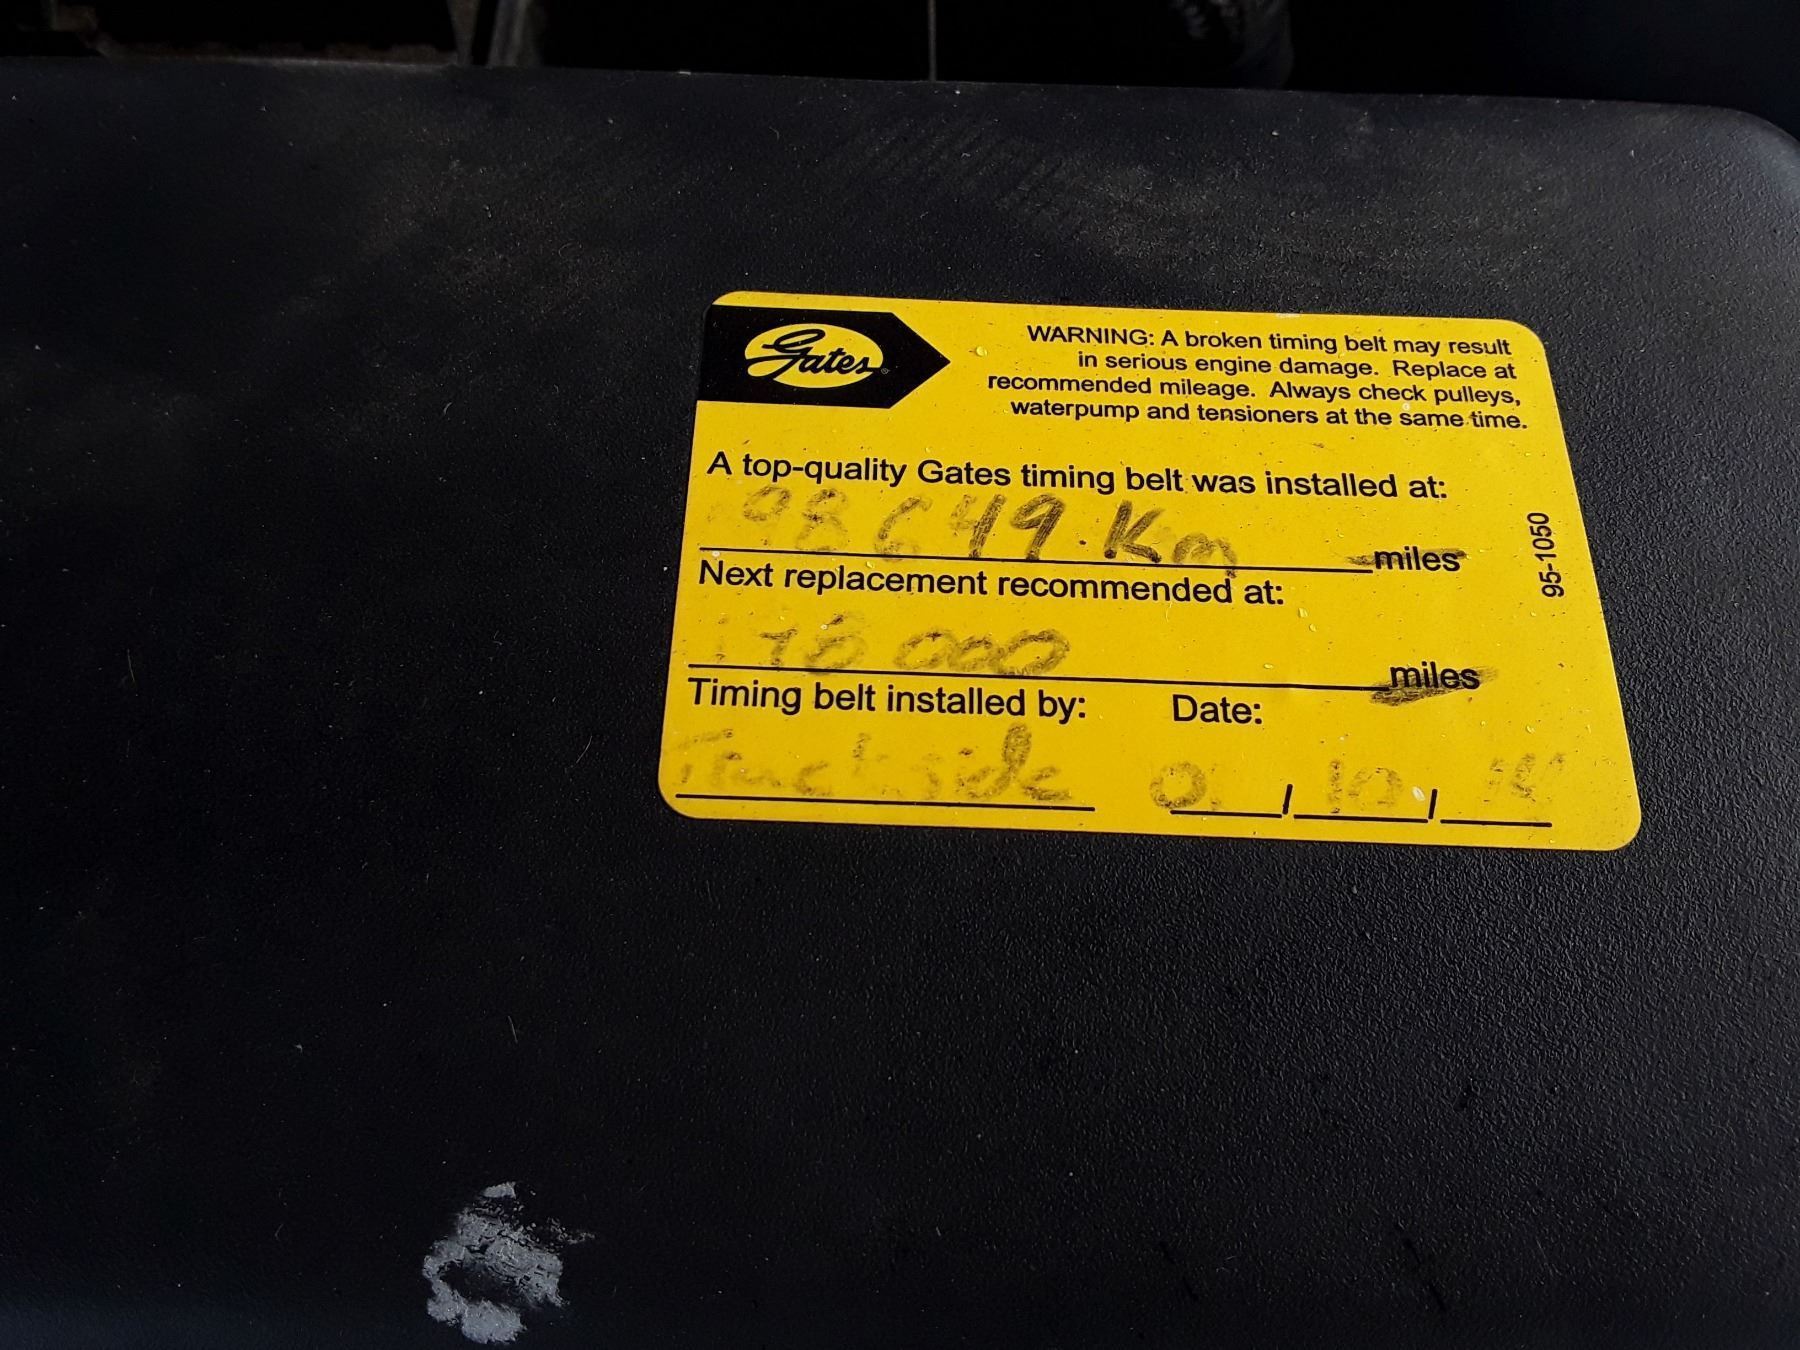 Gates
WARNING: A broken timing belt may result
in serious engine damage. Replace at
recommended mileage. Always check pulleys,
waterpump and tensioners at the same time.
A top-quality Gates timing belt was installed at:
98649 Km miles
Next replacement recommended at:
miles
Timing belt installed by: Date:
10
95-1050